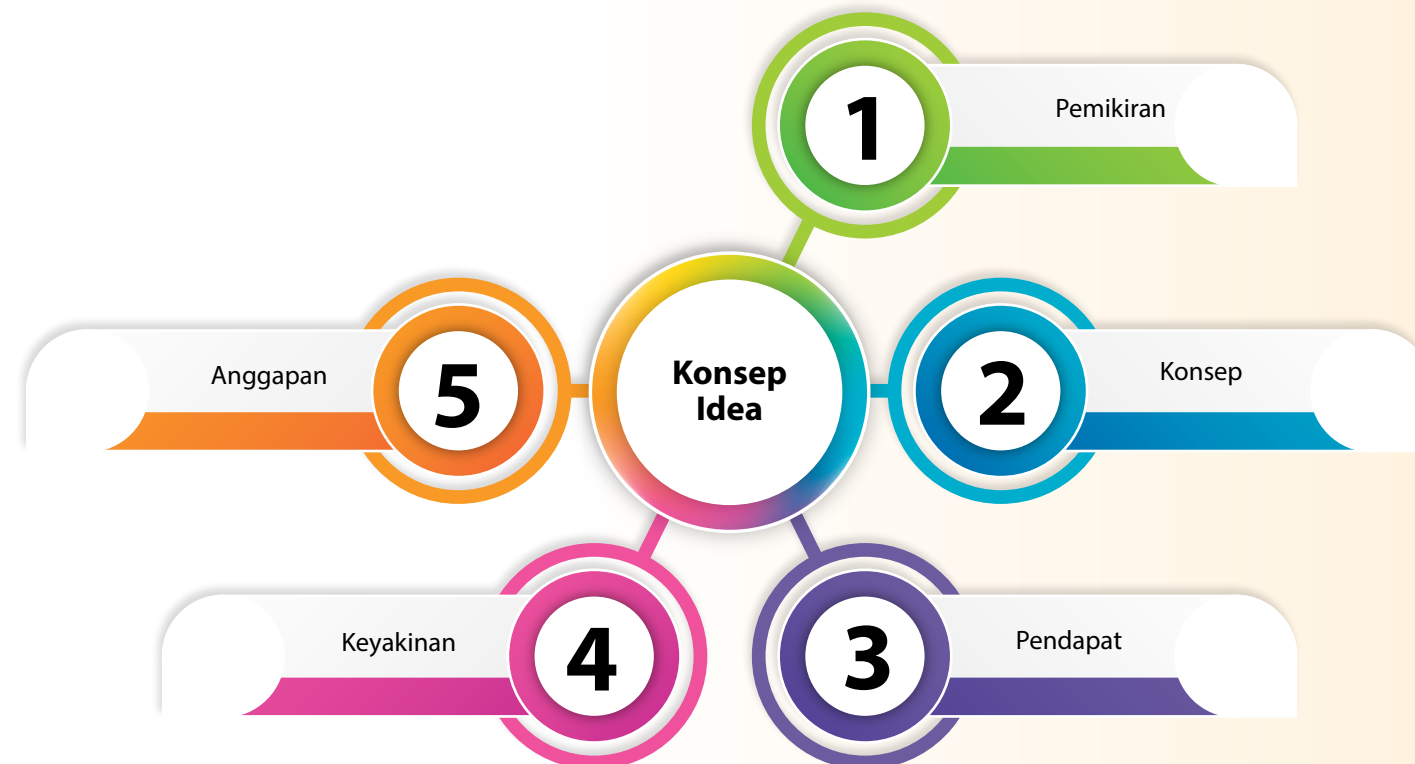 1
Pemikiran
Konsep
Idea
2
Konsep
3
Pendapat
4
Keyakinan
5
Anggapan